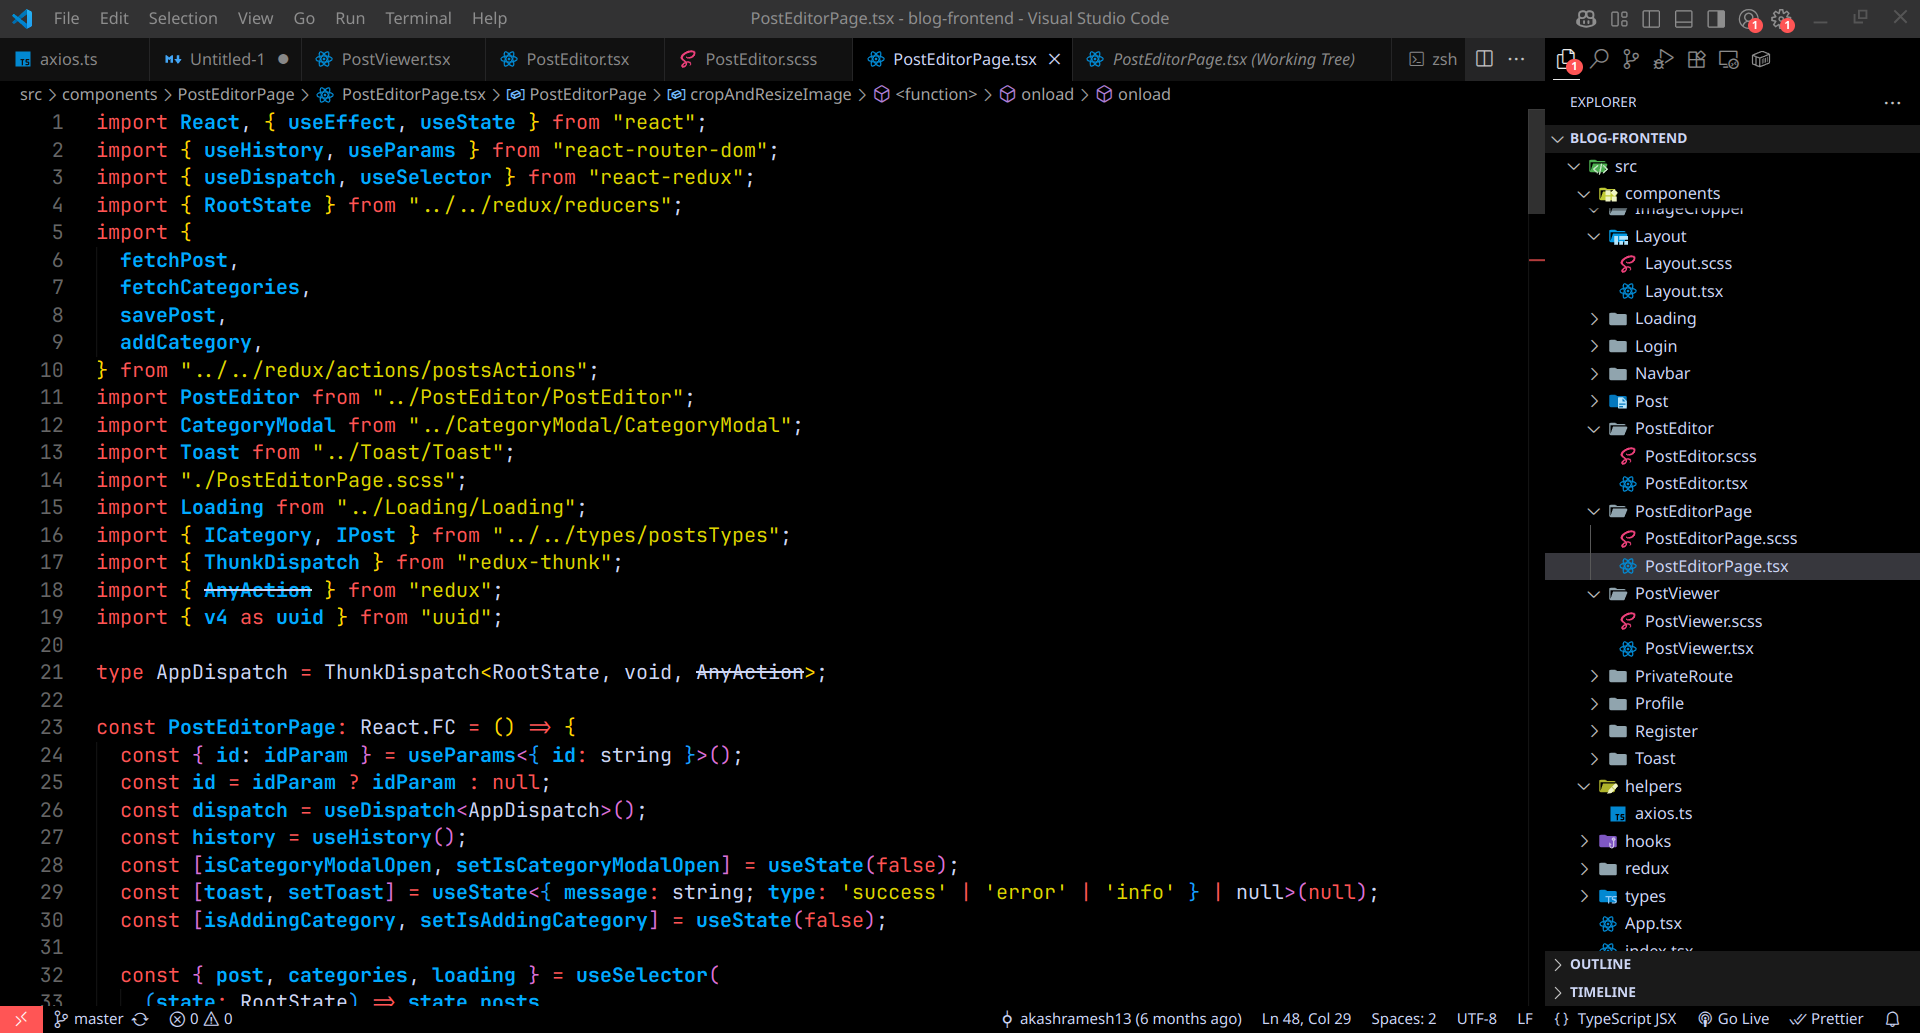 File Edit Selection View Go Run Terminal Help
PostEditorPage.tsx - blog-frontend - Visual Studio Code
1 1
axios.ts Untitled-1 PostViewer.tsx PostEditor.tsx PostEditor.scss PostEditorPage.tsx PostEditorPage.tsx (Working Tree) zsh
1
src > components > PostEditorPage > PostEditorPage.tsx > PostEditorPage > cropAndResizeImage > <function> > onload > onload
1 import React, { useEffect, useState } from "react";
2 import { useHistory, useParams } from "react-router-dom";
3 import { useDispatch, useSelector } from "react-redux";
4 import { RootState } from "../../redux/reducers";
5 import {
6 fetchPost,
7 fetchCategories,
8 savePost,
9 addCategory,
10 } from "../../redux/actions/postsActions";
11 import PostEditor from "../PostEditor/PostEditor";
12 import CategoryModal from "../CategoryModal/CategoryModal";
13 import Toast from "../Toast/Toast";
14 import "./PostEditorPage.scss";
15 import Loading from "../Loading/Loading";
16 import { ICategory, IPost } from "../../types/postsTypes";
17 import { ThunkDispatch } from "redux-thunk";
18 import { AnyAction } from "redux";
19 import { v4 as uuid } from "uuid";
20
21 type AppDispatch = ThunkDispatch<RootState, void, AnyAction>;
22
23 const PostEditorPage: React.FC = () => {
24 const { id: idParam } = useParams<{ id: string }>();
25 const id = idParam ? idParam : null;
26 const dispatch = useDispatch<AppDispatch>();
27 const history = useHistory();
28 const [isCategoryModalOpen, setIsCategoryModalOpen] = useState(false);
29 const [toast, setToast] = useState<{ message: string; type: 'success' | 'error' | 'info' } | null>(null);
30 const [isAddingCategory, setIsAddingCategory] = useState(false);
31
32 const { post, categories, loading } = useSelector(
33 (state: RootState) => state.posts
EXPLORER
BLOG-FRONTEND
src
components
ImageCropper
Layout
Layout.scss
Layout.tsx
Loading
Login
Navbar
Post
PostEditor
PostEditor.scss
PostEditor.tsx
PostEditorPage
PostEditorPage.scss
PostEditorPage.tsx
PostViewer
PostViewer.scss
PostViewer.tsx
PrivateRoute
Profile
Register
Toast
helpers
axios.ts
hooks
redux
types
App.tsx
index.tsx
OUTLINE
TIMELINE
master 0 0 akashramesh13 (6 months ago) Ln 48, Col 29 Spaces: 2 UTF-8 LF {} TypeScript JSX Go Live Prettier